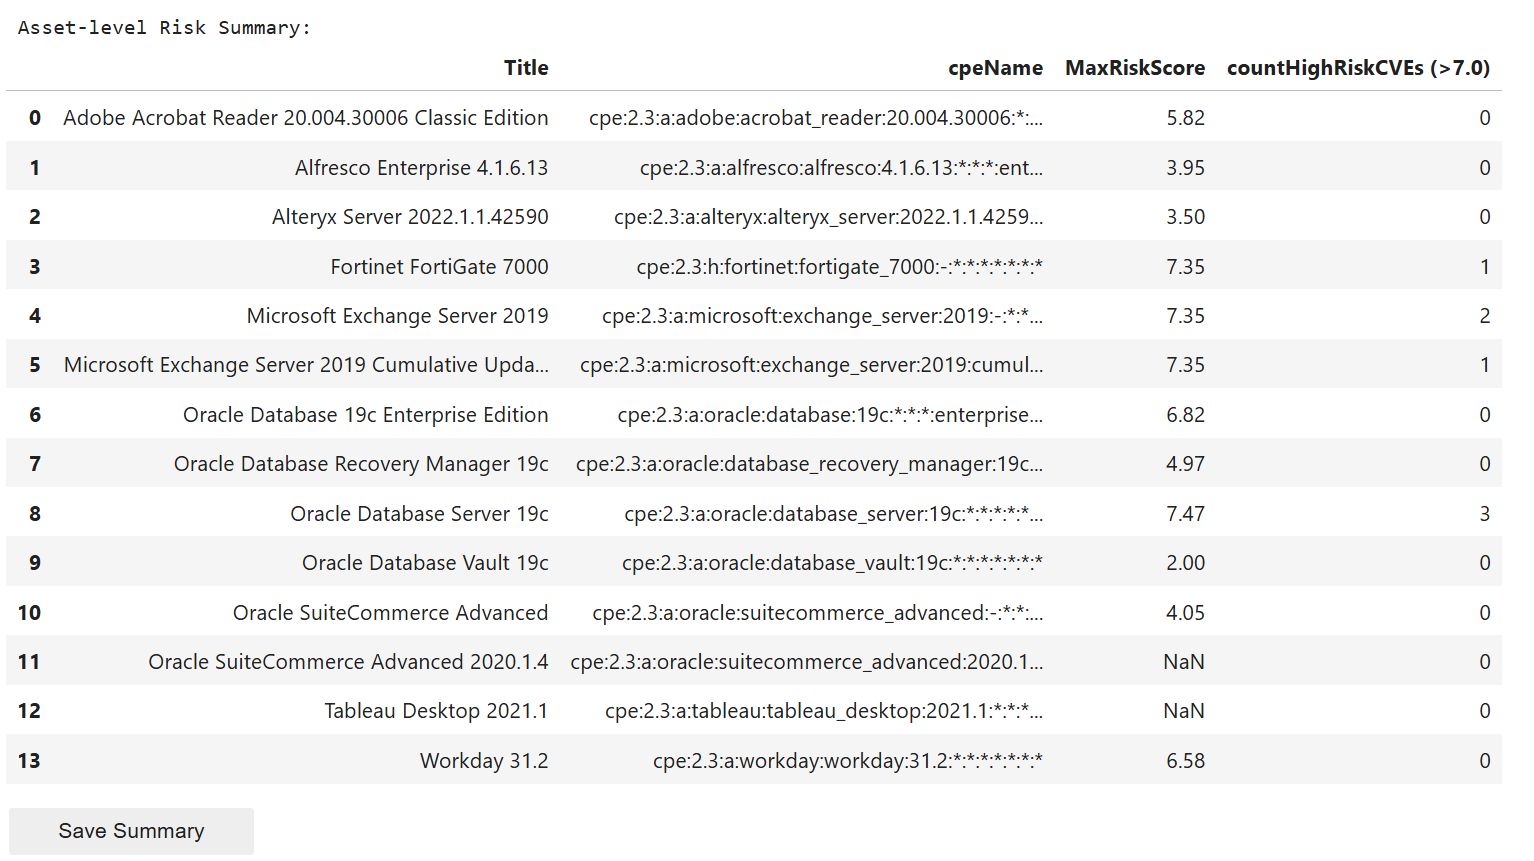 Asset-level Risk Summary:
Title cpeName MaxRiskScore countHighRiskCVEs (>7.0)
0 Adobe Acrobat Reader 20.004.30006 Classic Edition cpe:2.3:a:adobe:acrobat_reader:20.004.30006:*:... 5.82 0
1 Alfresco Enterprise 4.1.6.13 cpe:2.3:a:alfresco:alfresco:4.1.6.13:*:*:*:ent... 3.95 0
2 Alteryx Server 2022.1.1.42590 cpe:2.3:a:alteryx:alteryx_server:2022.1.1.4259... 3.50 0
3 Fortinet FortiGate 7000 cpe:2.3:h:fortinet:fortigate_7000:-:*:*:*:*:*:*:* 7.35 1
4 Microsoft Exchange Server 2019 cpe:2.3:a:microsoft:exchange_server:2019:-:*:*... 7.35 2
5 Microsoft Exchange Server 2019 Cumulative Upda... cpe:2.3:a:microsoft:exchange_server:2019:cumul... 7.35 1
6 Oracle Database 19c Enterprise Edition cpe:2.3:a:oracle:database:19c:*:*:*:enterprise... 6.82 0
7 Oracle Database Recovery Manager 19c cpe:2.3:a:oracle:database_recovery_manager:19c... 4.97 0
8 Oracle Database Server 19c cpe:2.3:a:oracle:database_server:19c:*:*:*:*:*... 7.47 3
9 Oracle Database Vault 19c cpe:2.3:a:oracle:database_vault:19c:*:*:*:*:*:*:* 2.00 0
10 Oracle SuiteCommerce Advanced cpe:2.3:a:oracle:suitecommerce_advanced:-:*:*:... 4.05 0
11 Oracle SuiteCommerce Advanced 2020.1.4 cpe:2.3:a:oracle:suitecommerce_advanced:2020.1... NaN 0
12 Tableau Desktop 2021.1 cpe:2.3:a:tableau:tableau_desktop:2021.1:*:*:*... NaN 0
13 Workday 31.2 cpe:2.3:a:workday:workday:31.2:*:*:*:*:*:*:* 6.58 0
Save Summary